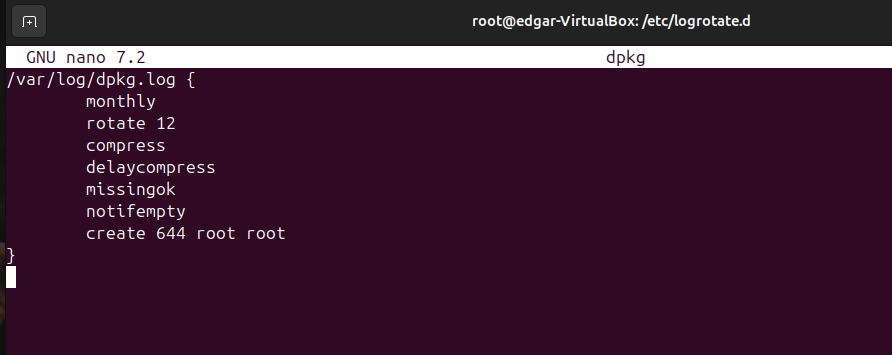 root@edgar-VirtualBox: /etc/logrotate.d
GNU nano 7.2 dpkg
/var/log/dpkg.log {
        monthly
        rotate 12
        compress
        delaycompress
        missingok
        notifempty
        create 644 root root
}